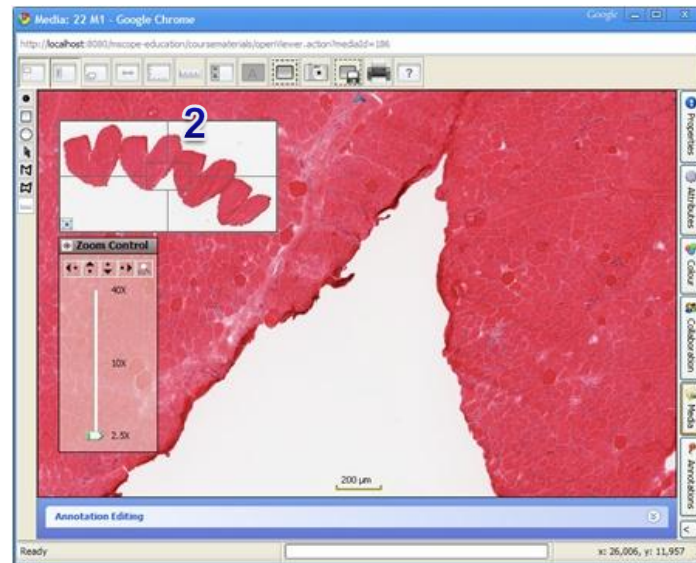 Media: 22 M1 - Google Chrome
Google
http://localhost:8080/mscope-education/coursematerials/openViewer.action?mediaId=186
A
?
2
Zoom Control
40X
10X
2.5X
200 µm
Properties
Attributes
Colour
Collaboration
Media
Annotations
<
Annotation Editing
Ready
x: 26,006, y: 11,957